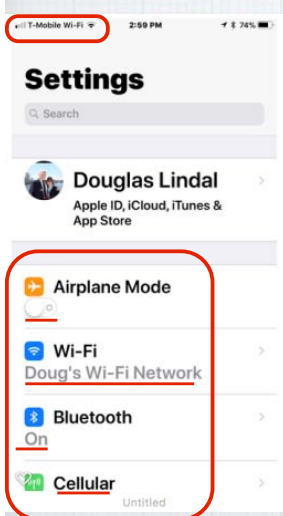 T-Mobile Wi-Fi 2:59 PM 74%
Settings
Search
Douglas Lindal
Apple ID, iCloud, iTunes &
App Store
Airplane Mode
Wi-Fi
Doug's Wi-Fi Network
Bluetooth
On
Cellular
Untitled